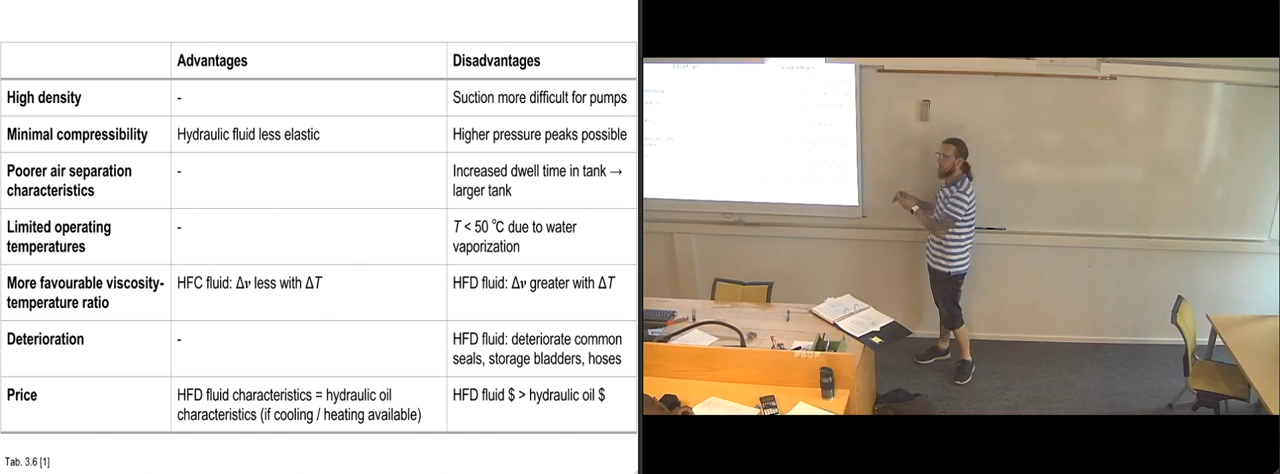 Advantages Disadvantages
High density - Suction more difficult for pumps
Minimal compressibility Hydraulic fluid less elastic Higher pressure peaks possible
Poorer air separation - Increased dwell time in tank →
characteristics larger tank
Limited operating - T < 50 °C due to water
temperatures vaporization
More favourable viscosity- HFC fluid: Δν less with ΔT HFD fluid: Δν greater with ΔT
temperature ratio
Deterioration - HFD fluid: deteriorate common
seals, storage bladders, hoses
Price HFD fluid characteristics = hydraulic oil HFD fluid $ > hydraulic oil $
characteristics (if cooling / heating available)
Tab. 3.6 [1]